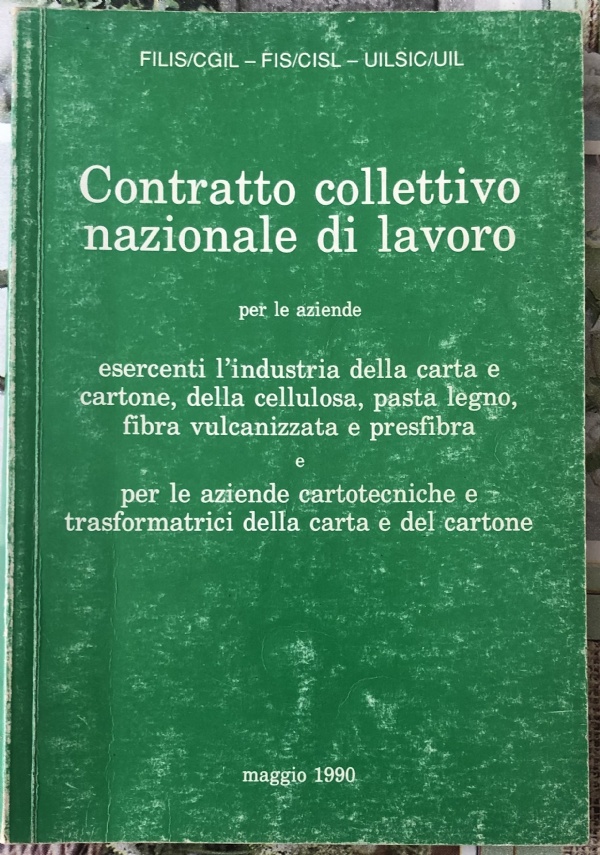 FILIS/CGIL – FIS/CISL – UILSIC/UIL
Contratto collettivo
nazionale di lavoro
per le aziende
esercenti l'industria della carta e
cartone, della cellulosa, pasta legno,
fibra vulcanizzata e presfibra
e
per le aziende cartotecniche e
trasformatrici della carta e del cartone
maggio 1990